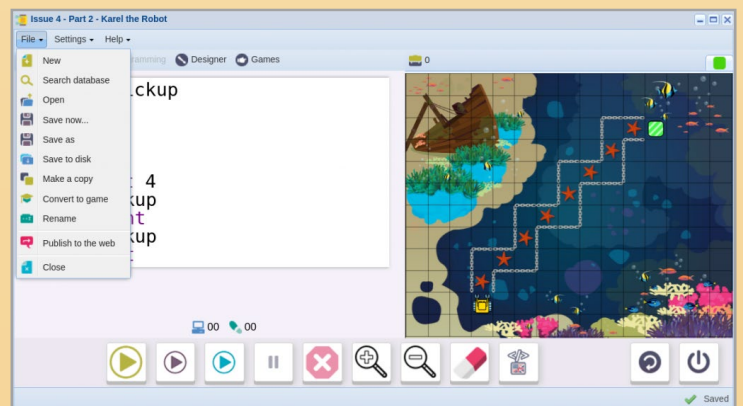 Issue 4 - Part 2 - Karel the Robot
File Settings Help
Designer Games 0
New
Search database
Open
Save now...
Save as
Save to disk
Make a copy
Convert to game
Rename
Publish to the web
Close
ckup
4
kup
nt
kup
00 00
Saved